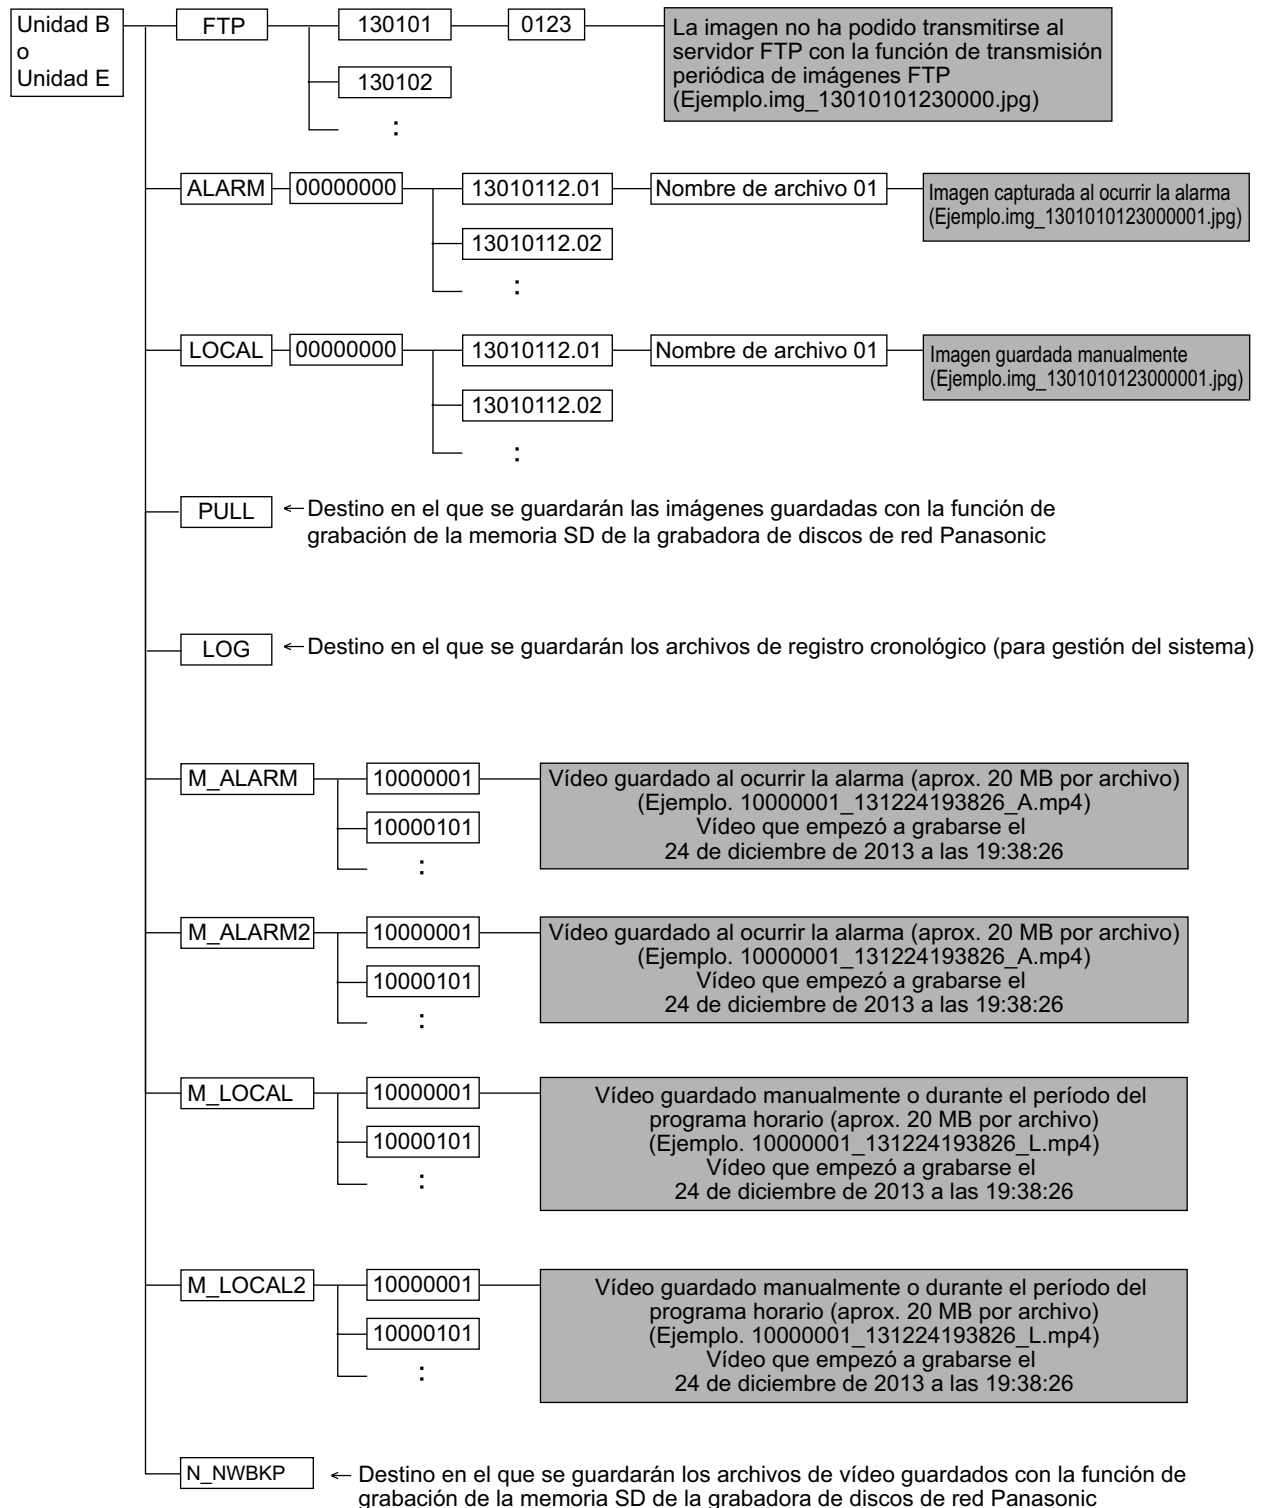 Unidad B
o
Unidad E
FTP
130101
0123
La imagen no ha podido transmitirse al
servidor FTP con la función de transmisión
periódica de imágenes FTP
(Ejemplo.img_13010101230000.jpg)
130102
:
ALARM
00000000
13010112.01
Nombre de archivo 01
Imagen capturada al ocurrir la alarma
(Ejemplo.img_1301010123000001.jpg)
13010112.02
:
LOCAL
00000000
13010112.01
Nombre de archivo 01
Imagen guardada manualmente
(Ejemplo.img_1301010123000001.jpg)
13010112.02
:
PULL
← Destino en el que se guardarán las imágenes guardadas con la función de
grabación de la memoria SD de la grabadora de discos de red Panasonic
LOG
← Destino en el que se guardarán los archivos de registro cronológico (para gestión del sistema)
M_ALARM
10000001
Vídeo guardado al ocurrir la alarma (aprox. 20 MB por archivo)
(Ejemplo. 10000001_131224193826_A.mp4)
Vídeo que empezó a grabarse el
24 de diciembre de 2013 a las 19:38:26
10000101
:
M_ALARM2
10000001
Vídeo guardado al ocurrir la alarma (aprox. 20 MB por archivo)
(Ejemplo. 10000001_131224193826_A.mp4)
Vídeo que empezó a grabarse el
24 de diciembre de 2013 a las 19:38:26
10000101
:
M_LOCAL
10000001
Vídeo guardado manualmente o durante el período del
programa horario (aprox. 20 MB por archivo)
(Ejemplo. 10000001_131224193826_L.mp4)
Vídeo que empezó a grabarse el
24 de diciembre de 2013 a las 19:38:26
10000101
:
M_LOCAL2
10000001
Vídeo guardado manualmente o durante el período del
programa horario (aprox. 20 MB por archivo)
(Ejemplo. 10000001_131224193826_L.mp4)
Vídeo que empezó a grabarse el
24 de diciembre de 2013 a las 19:38:26
10000101
:
N_NWBKP
← Destino en el que se guardarán los archivos de vídeo guardados con la función de
grabación de la memoria SD de la grabadora de discos de red Panasonic